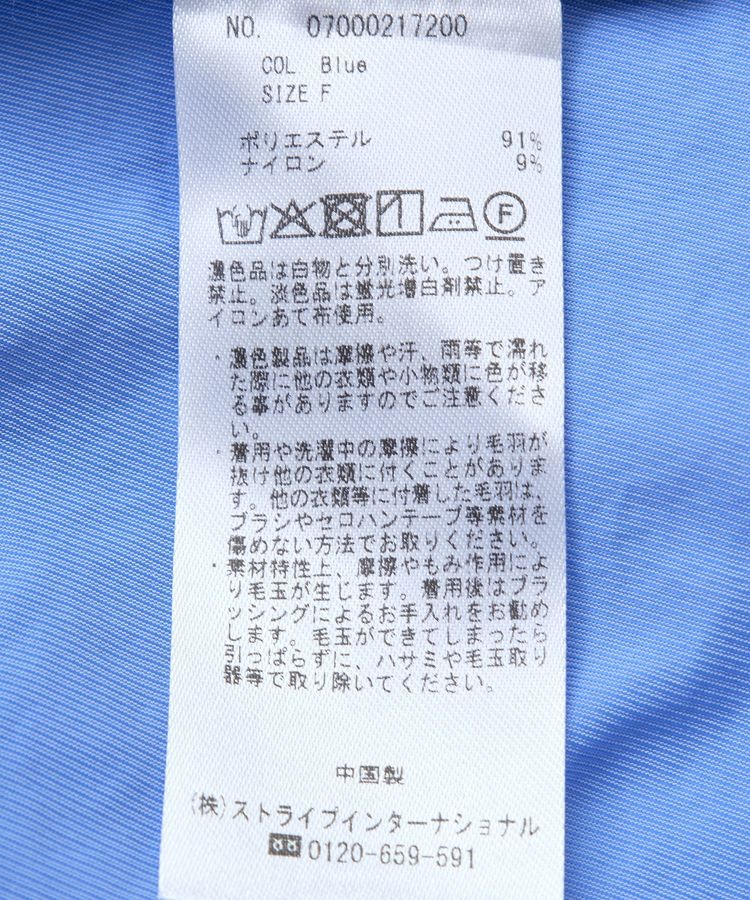 NO. 07000217200
COL Blue
SIZE F
ポリエステル 91%
ナイロン 9%
F
濃色品は白物と分別洗い。つけ置き
禁止。淡色品は蛍光増白剤禁止。ア
イロンあて布使用。
・濃色製品は摩擦や汗、雨等で濡れ
た際に他の衣類や小物類に色が移
る事がありますのでご注意くださ
い。
・着用や洗濯中の摩擦により毛羽が
抜け他の衣類に付くことがありま
す。他の衣類等に付着した毛羽は、
ブラシやセロハンテープ等素材を
傷めない方法でお取りください。
・素材特性上、摩擦やもみ作用によ
り毛玉が生じます。着用後はブラ
ッシングによるお手入れをお勧め
します。毛玉ができてしまったら
引っぱらずに、ハサミや毛玉取り
器等で取り除いてください。
中国製
(株)ストライプインターナショナル
0120-659-591